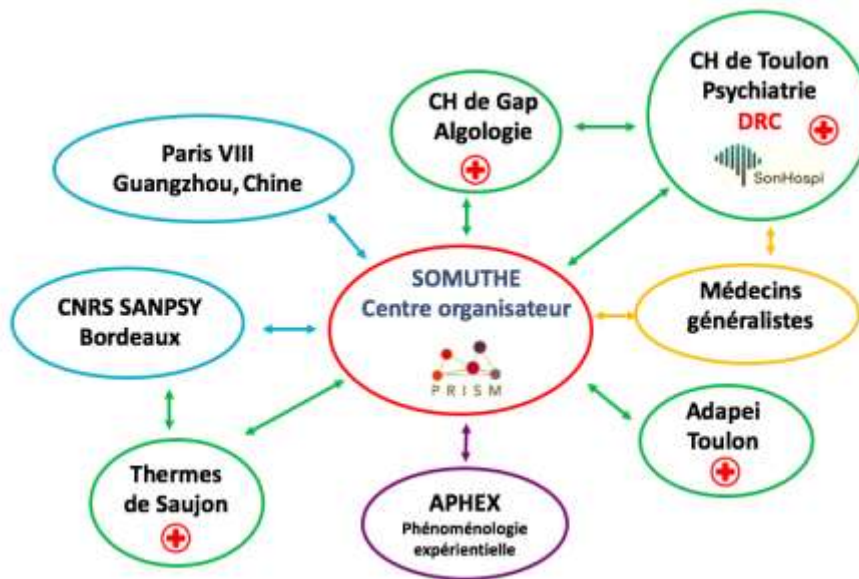 CH de Toulon
Psychiatrie
DRC
SonHospi
CH de Gap
Algologie
Paris VIII
Guangzhou, Chine
SOMUTHE
Centre organisateur
PRISM
Médecins
généralistes
CNRS SANPSY
Bordeaux
Adapei
Toulon
Thermes
de Saujon
APHEX
Phénoménologie
expérientielle